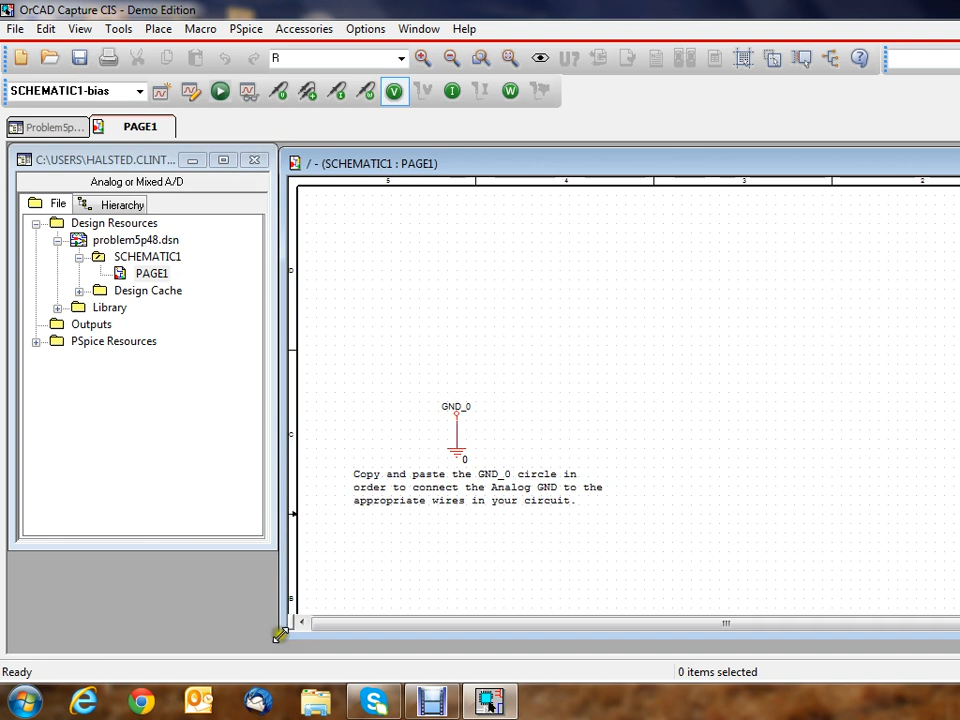 OrCAD Capture CIS - Demo Edition
File Edit View Tools Place Macro PSpice Accessories Options Window Help
R
SCHEMATIC1-bias
Problem5p... PAGE1
C:\USERS\HALSTED.CLINT...
/ - (SCHEMATIC1 : PAGE1)
Analog or Mixed A/D
5 4 3 2
File Hierarchy
Design Resources
problem5p48.dsn
SCHEMATIC1
PAGE1
Design Cache
Library
Outputs
PSpice Resources
D
GND_0
C
0
Copy and paste the GND_0 circle in
order to connect the Analog GND to the
appropriate wires in your circuit.
B
Ready 0 items selected